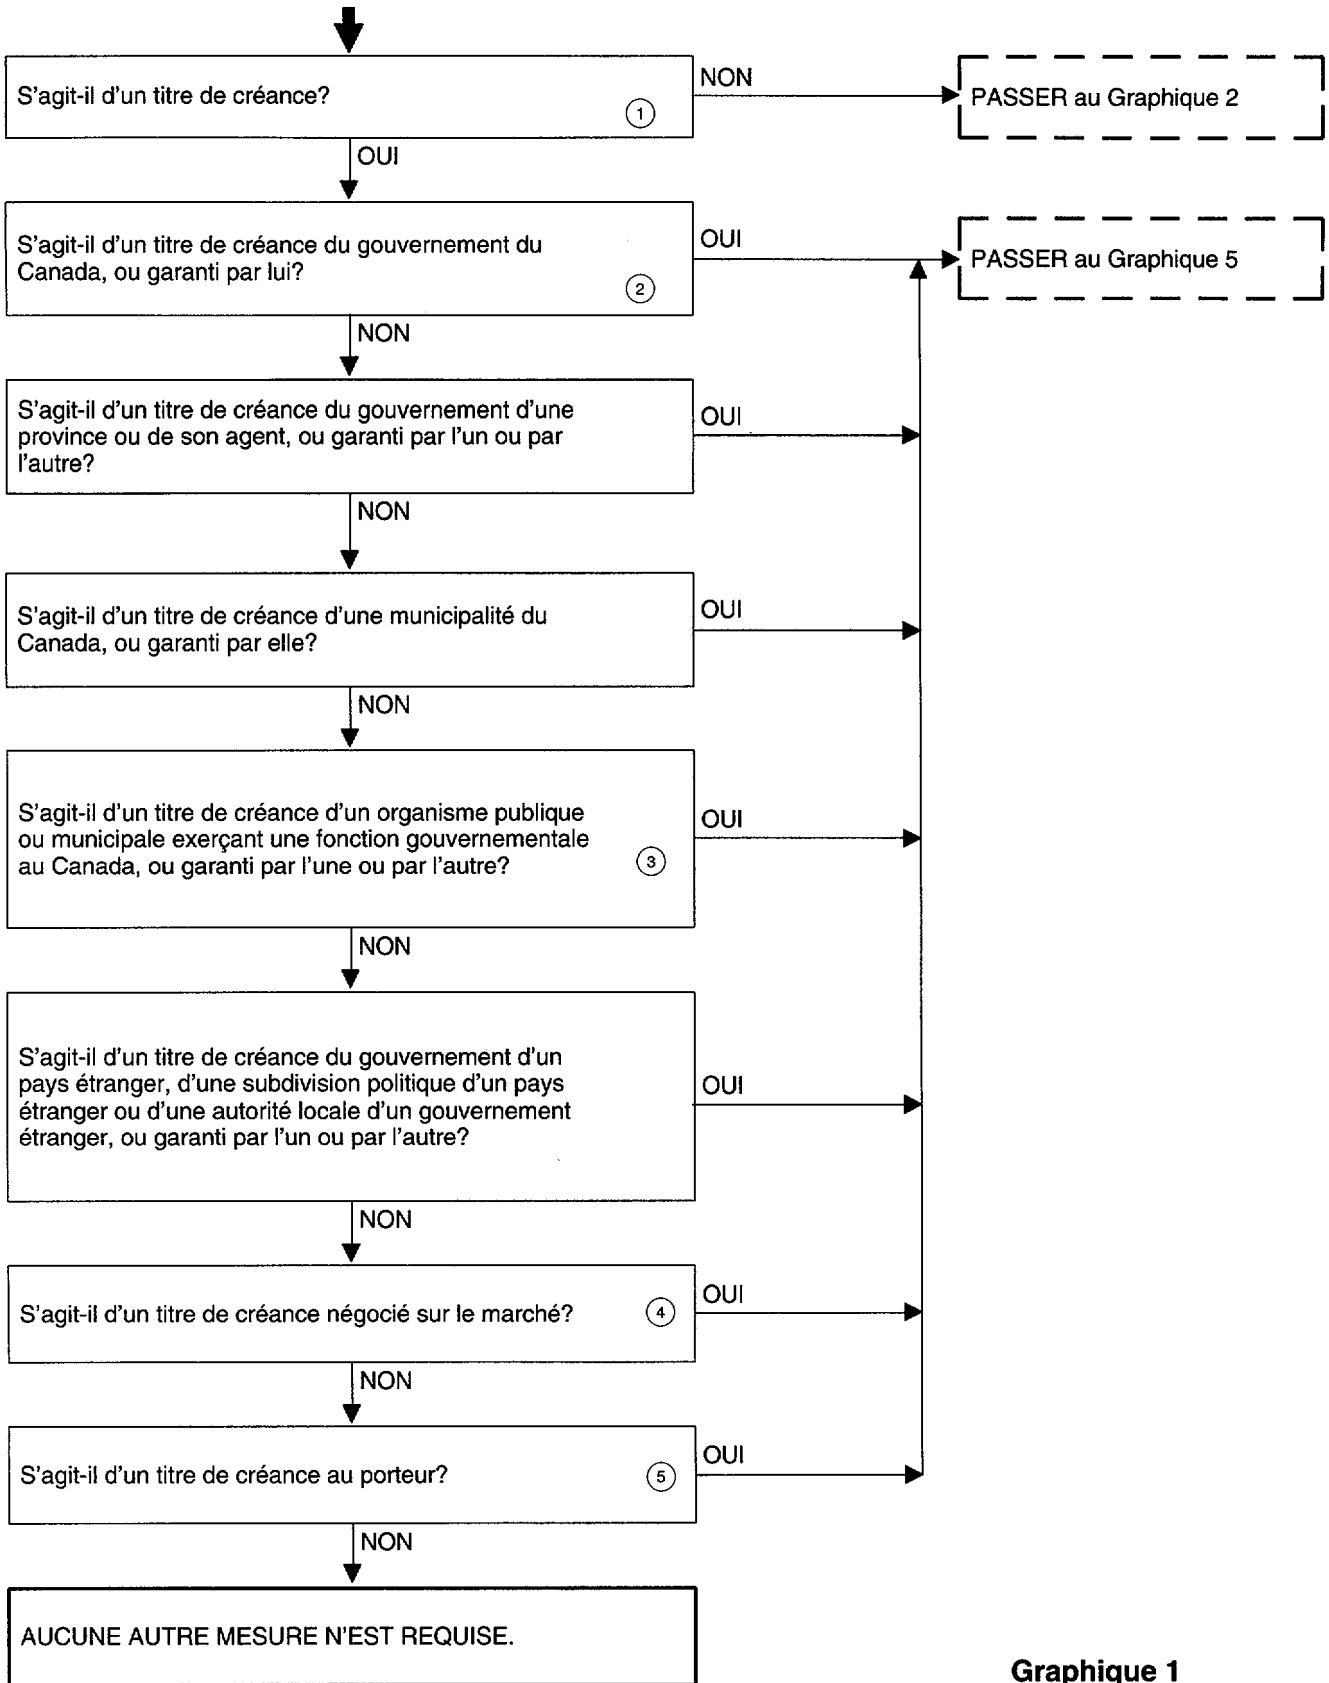 S'agit-il d'un titre de créance?
1
NON
PASSER au Graphique 2
OUI
S'agit-il d'un titre de créance du gouvernement du
Canada, ou garanti par lui?
2
OUI
PASSER au Graphique 5
NON
S'agit-il d'un titre de créance du gouvernement d'une
province ou de son agent, ou garanti par l'un ou par
l'autre?
OUI
NON
S'agit-il d'un titre de créance d'une municipalité du
Canada, ou garanti par elle?
OUI
NON
S'agit-il d'un titre de créance d'un organisme publique
ou municipale exerçant une fonction gouvernementale
au Canada, ou garanti par l'une ou par l'autre?
3
OUI
NON
S'agit-il d'un titre de créance du gouvernement d'un
pays étranger, d'une subdivision politique d'un pays
étranger ou d'une autorité locale d'un gouvernement
étranger, ou garanti par l'un ou par l'autre?
OUI
NON
S'agit-il d'un titre de créance négocié sur le marché?
4
OUI
NON
S'agit-il d'un titre de créance au porteur?
5
OUI
NON
AUCUNE AUTRE MESURE N'EST REQUISE.
Graphique 1